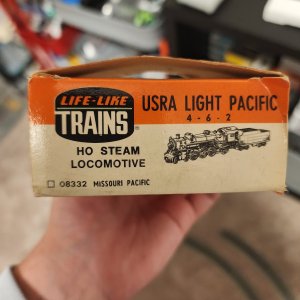 LIFE-LIKE
TRAINS
HO STEAM
LOCOMOTIVE
USRA LIGHT PACIFIC
4-6-2
08332 MISSOURI PACIFIC